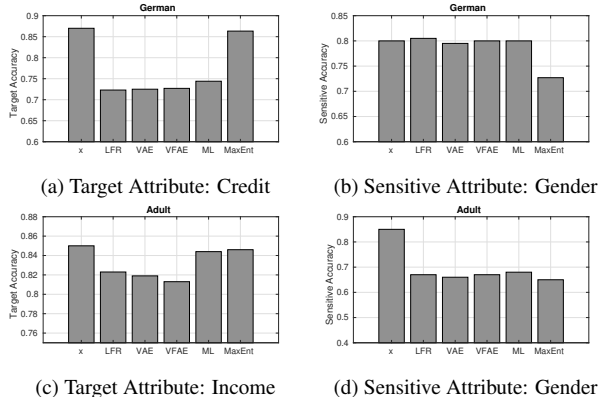 German
Target Accuracy
0.9
0.85
0.8
0.75
0.7
0.65
0.6
x LFR VAE VFAE ML MaxEnt
(a) Target Attribute: Credit
German
Sensitive Accuracy
0.85
0.8
0.75
0.7
0.65
0.6
x LFR VAE VFAE ML MaxEnt
(b) Sensitive Attribute: Gender
Adult
Target Accuracy
0.88
0.86
0.84
0.82
0.8
0.78
0.76
x LFR VAE VFAE ML MaxEnt
(c) Target Attribute: Income
Adult
Sensitive Accuracy
0.9
0.8
0.7
0.6
0.5
0.4
x LFR VAE VFAE ML MaxEnt
(d) Sensitive Attribute: Gender